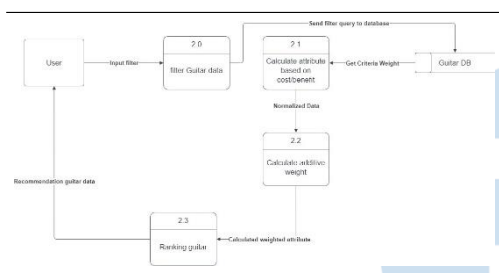 Send filter query to database
2.0
2.1
User
Input filter
filter Guitar data
Calculate attribute
based on
cost/benefit
Get Criteria Weight
Guitar DB
Normalized Data
2.2
Calculate additive
weight
Recommendation guitar data
2.3
Ranking guitar
Calculated weighted attribute